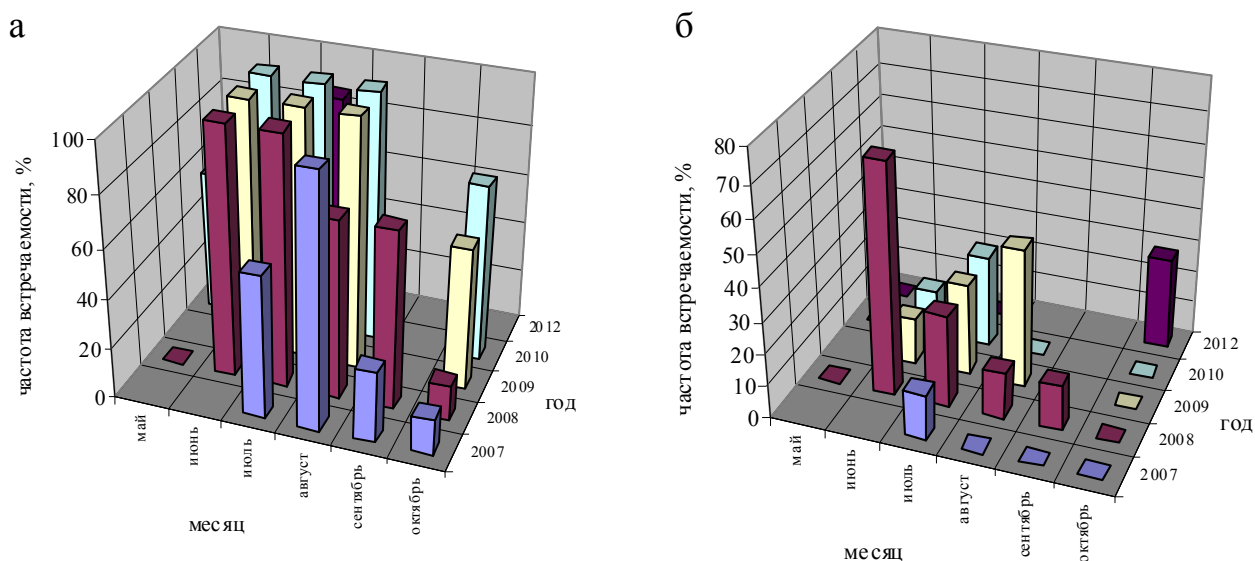 а
частота встречаемости, %
100
80
60
40
20
0
май
июнь
июль
август
сентябрь
октябрь
месяц
2012
2010
2009
2008
2007
год
б
частота встречаемости, %
80
70
60
50
40
30
20
10
0
май
июнь
июль
август
сентябрь
октябрь
месяц
2012
2010
2009
2008
2007
год